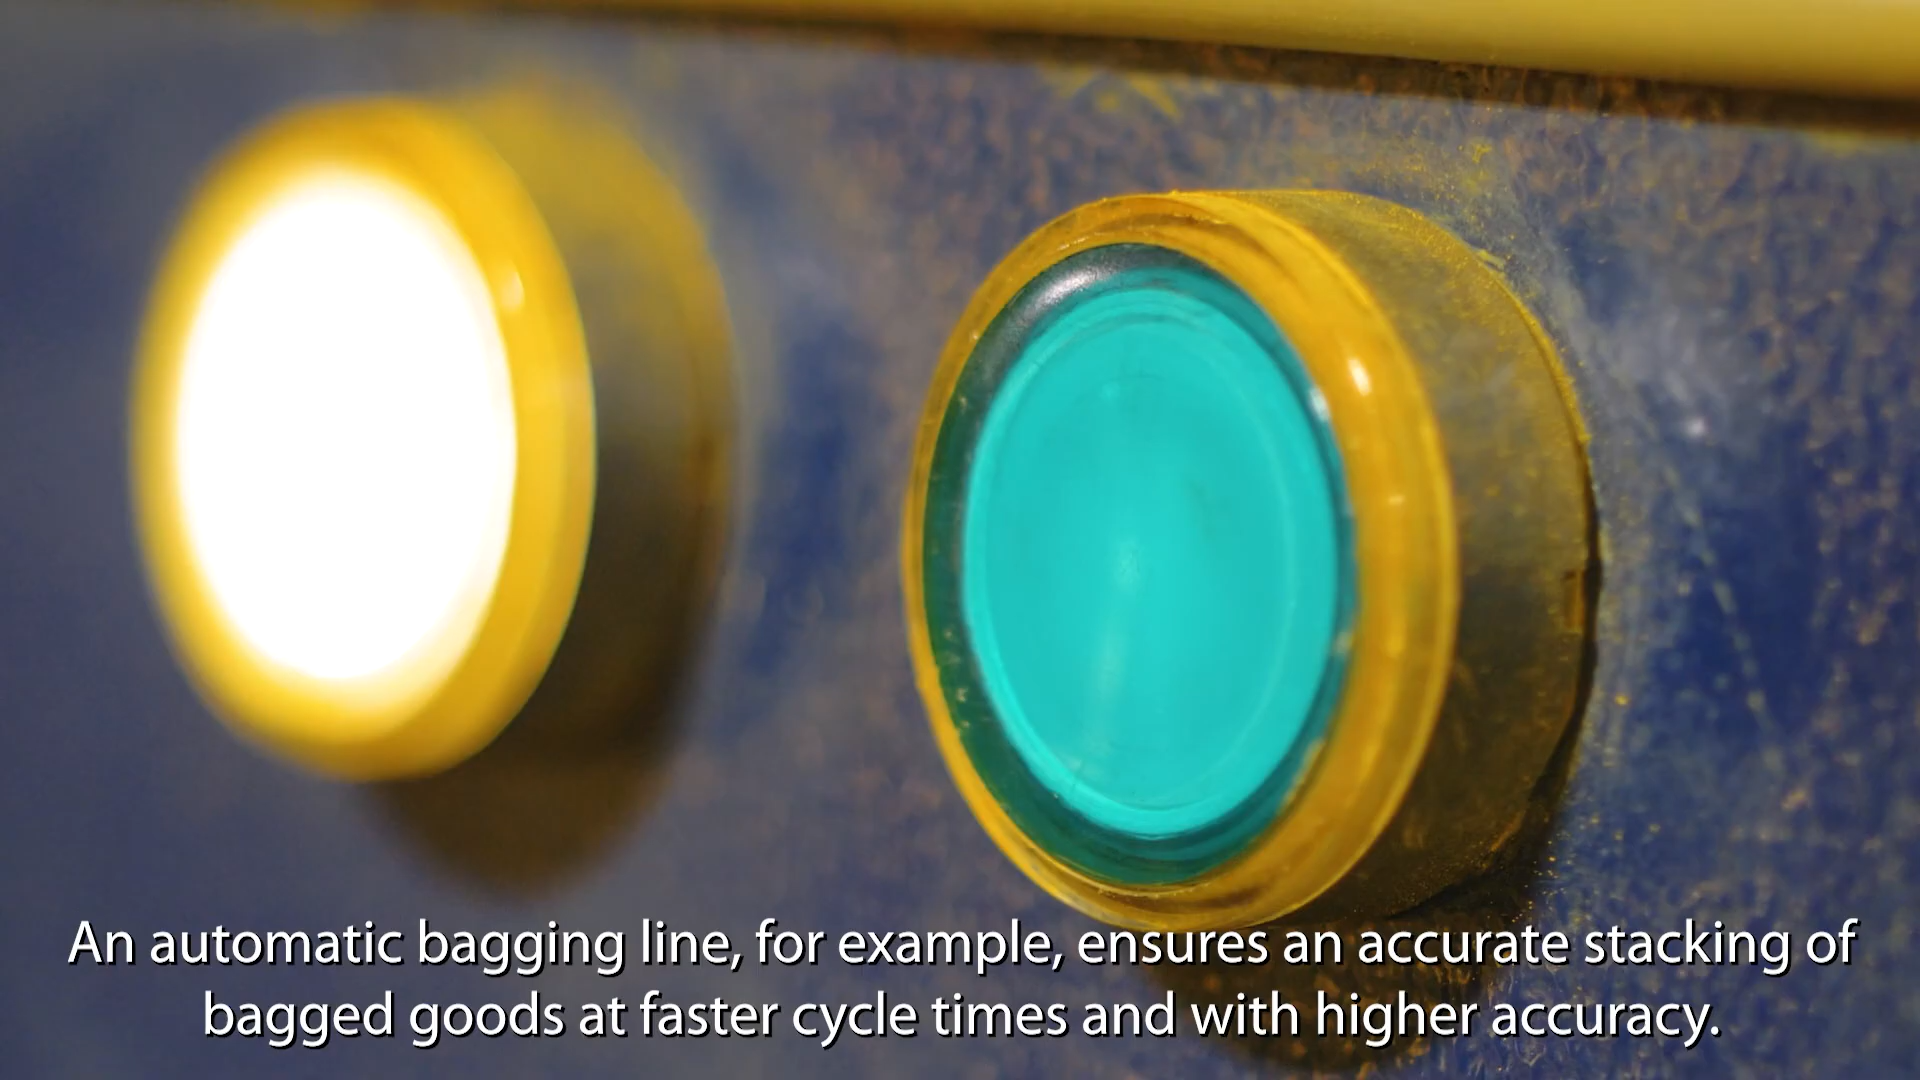 An automatic bagging line, for example, ensures an accurate stacking of
bagged goods at faster cycle times and with higher accuracy.